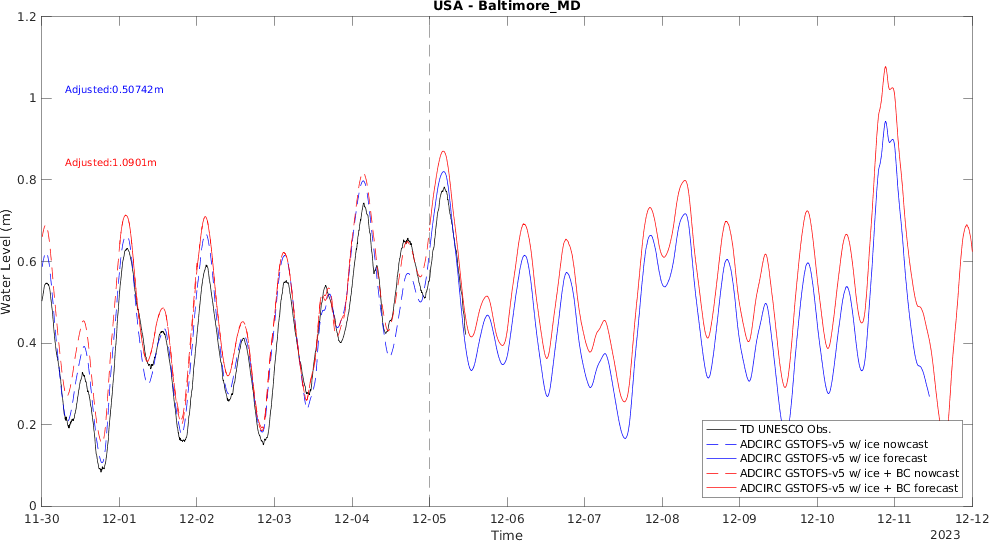 USA - Baltimore_MD
Water Level (m)
1.2
1
0.8
0.6
0.4
0.2
0
Adjusted:0.50742m
Adjusted:1.0901m
TD UNESCO Obs.
ADCIRC GSTOFS-v5 w/ ice nowcast
ADCIRC GSTOFS-v5 w/ ice forecast
ADCIRC GSTOFS-v5 w/ ice + BC nowcast
ADCIRC GSTOFS-v5 w/ ice + BC forecast
11-30 12-01 12-02 12-03 12-04 12-05 12-06 12-07 12-08 12-09 12-10 12-11 12-12
Time
2023